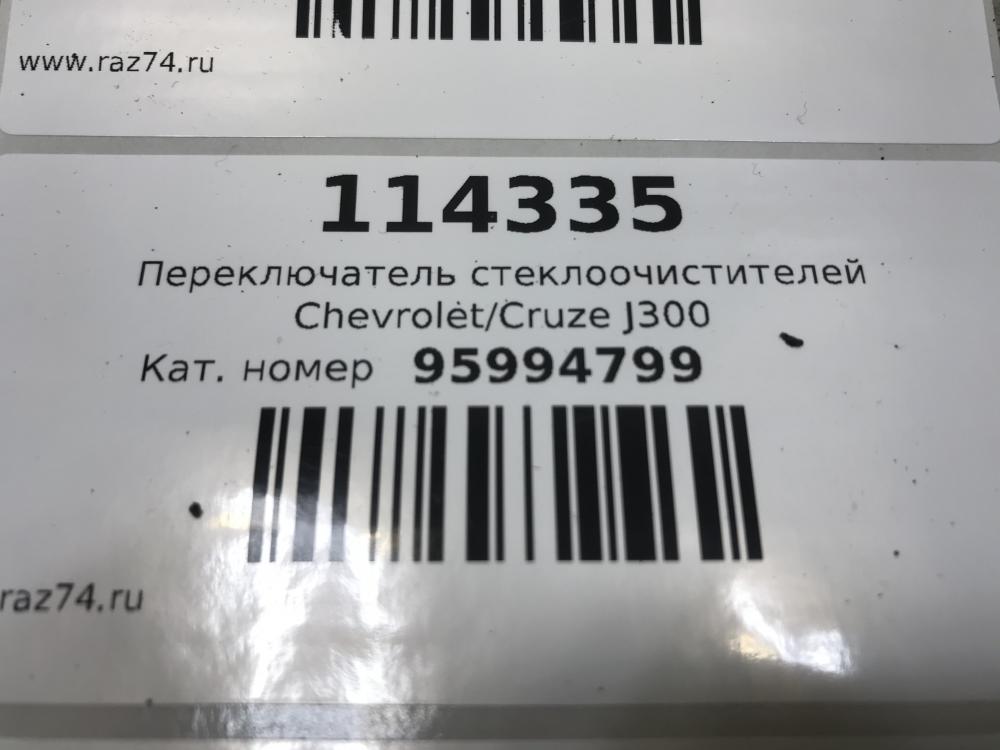 www.raz74.ru
114335
Переключатель стеклоочистителей
Chevrolet/Cruze J300
Кат. номер 95994799
raz74.ru